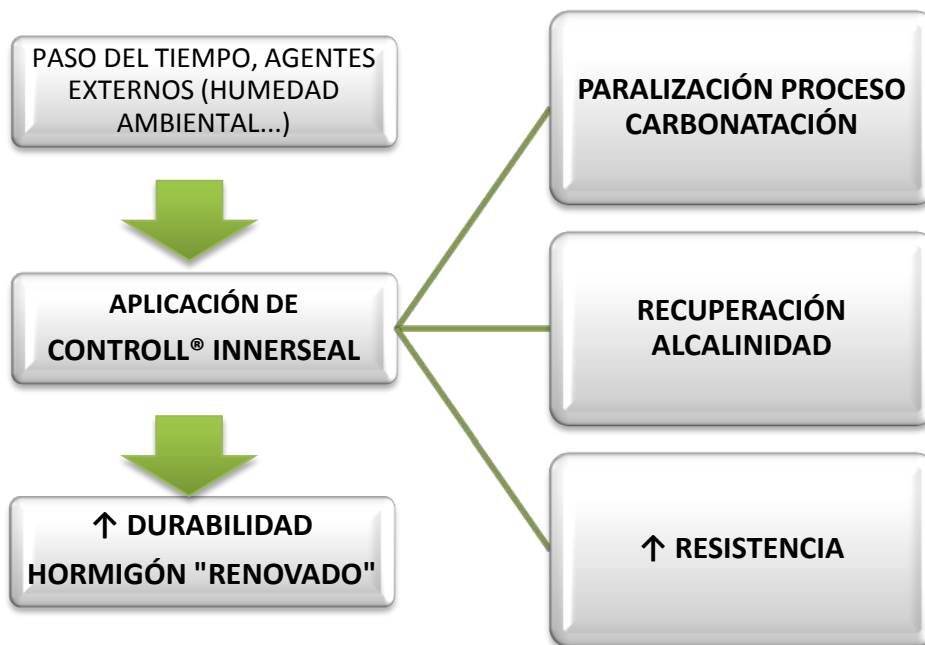 PASO DEL TIEMPO, AGENTES
EXTERNOS (HUMEDAD
AMBIENTAL...)
APLICACIÓN DE
CONTROLL® INNERSEAL
↑ DURABILIDAD
HORMIGÓN "RENOVADO"
PARALIZACIÓN PROCESO
CARBONATACIÓN
RECUPERACIÓN
ALCALINIDAD
↑ RESISTENCIA